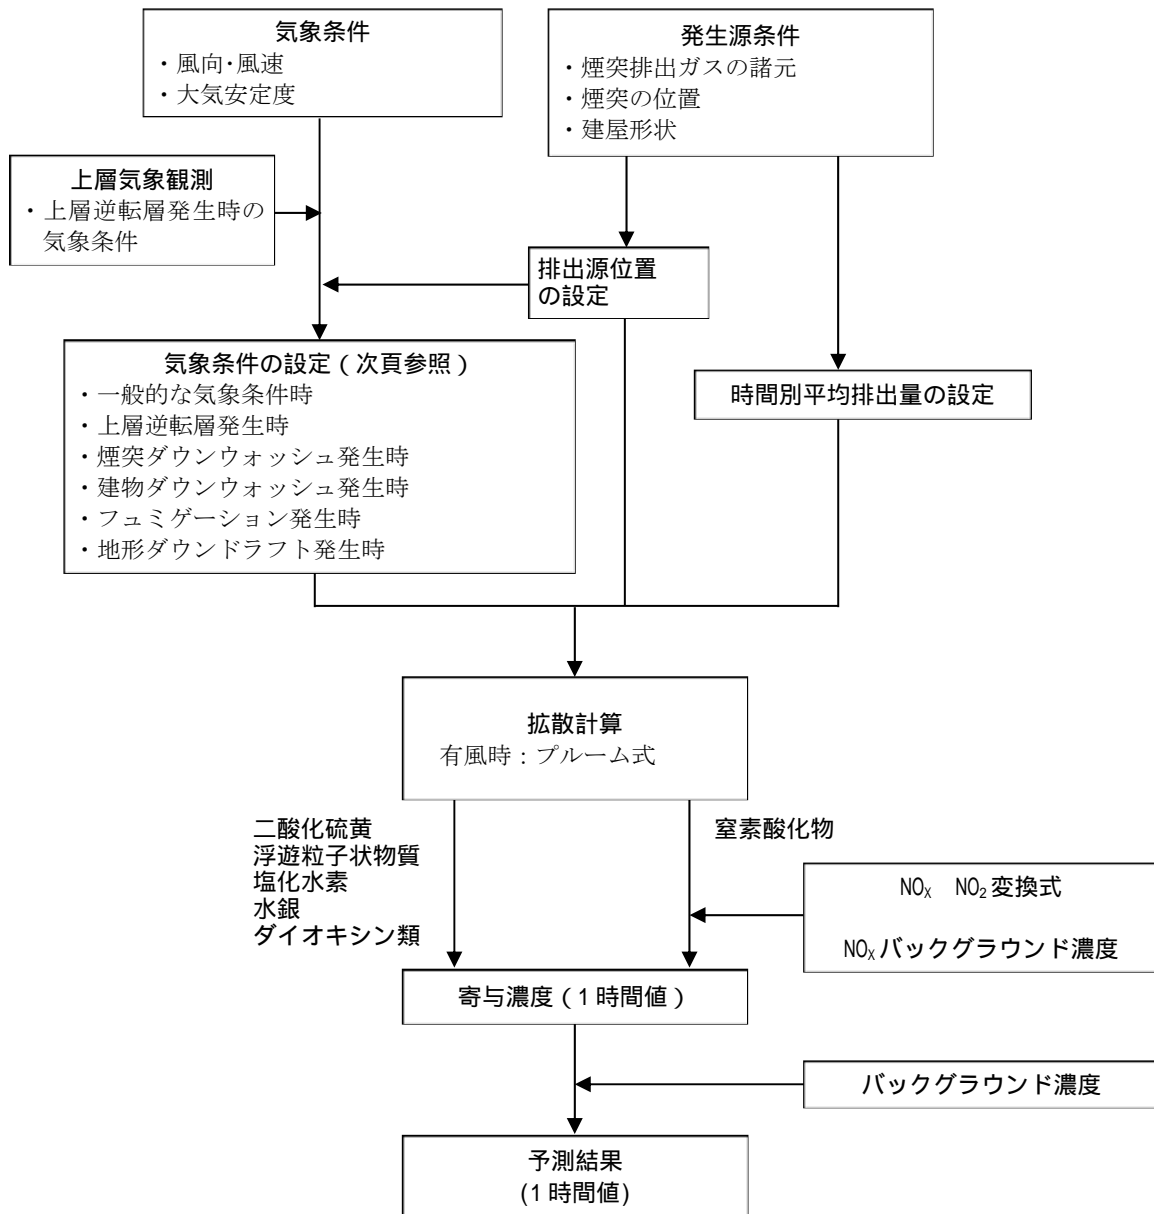 気象条件
・風向・風速
・大気安定度
発生源条件
・煙突排出ガスの諸元
・煙突の位置
・建屋形状
上層気象観測
・上層逆転層発生時の
気象条件
排出源位置
の設定
気象条件の設定（次頁参照）
・一般的な気象条件時
・上層逆転層発生時
・煙突ダウンウォッシュ発生時
・建物ダウンウォッシュ発生時
・フュミゲーション発生時
・地形ダウンドラフト発生時
時間別平均排出量の設定
拡散計算
有風時：プルーム式
二酸化硫黄
浮遊粒子状物質
塩化水素
水銀
ダイオキシン類
窒素酸化物
NOX NO2変換式
NOXバックグラウンド濃度
寄与濃度（1時間値）
バックグラウンド濃度
予測結果
(1時間値)